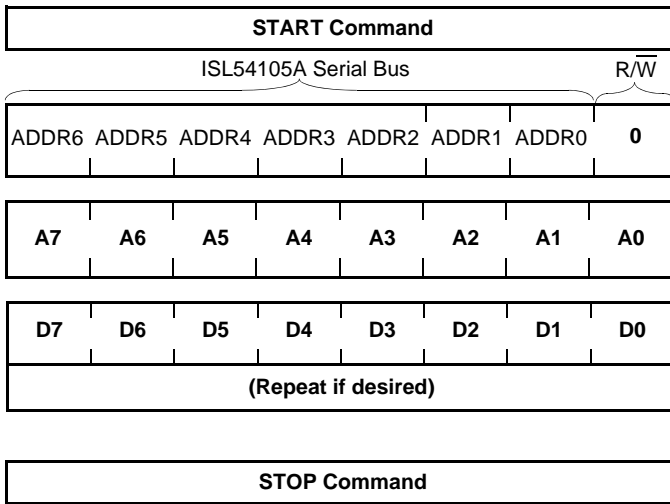 START Command
ISL54105A Serial Bus R/W̅
ADDR6 ADDR5 ADDR4 ADDR3 ADDR2 ADDR1 ADDR0 0
A7 A6 A5 A4 A3 A2 A1 A0
D7 D6 D5 D4 D3 D2 D1 D0
(Repeat if desired)
STOP Command